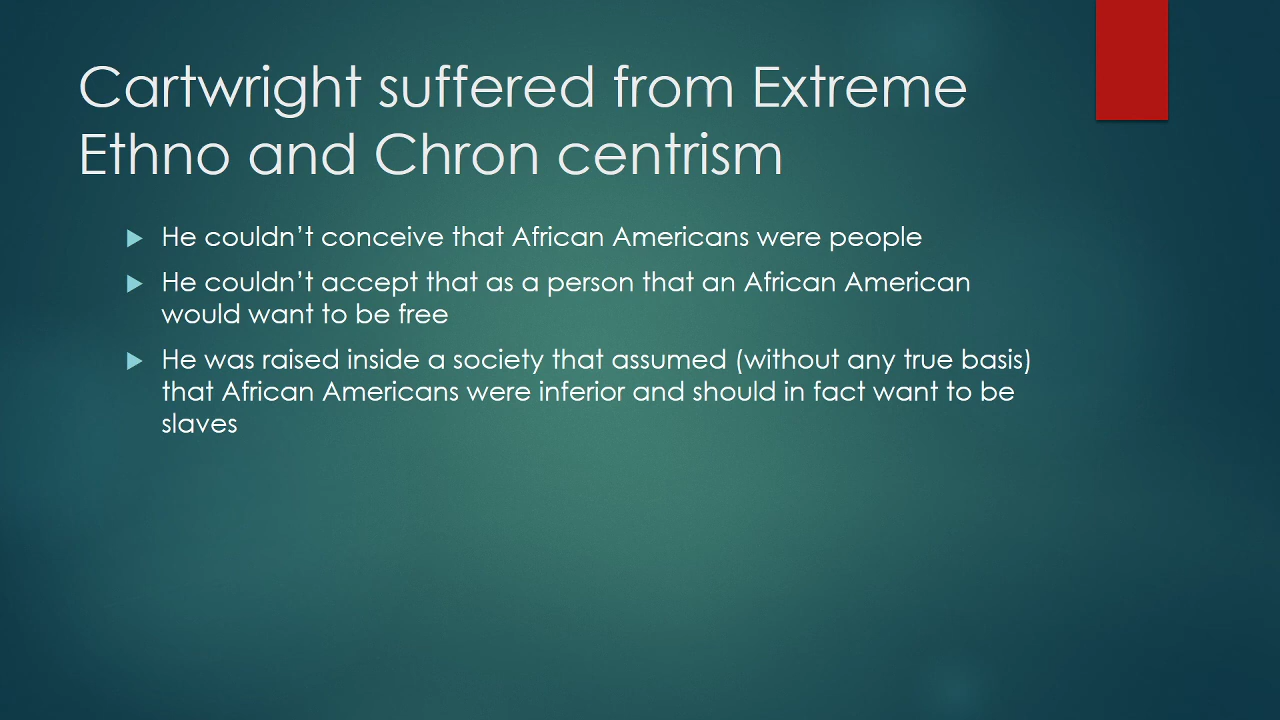 Cartwright suffered from Extreme
Ethno and Chron centrism
He couldn’t conceive that African Americans were people
He couldn’t accept that as a person that an African American
would want to be free
He was raised inside a society that assumed (without any true basis)
that African Americans were inferior and should in fact want to be
slaves